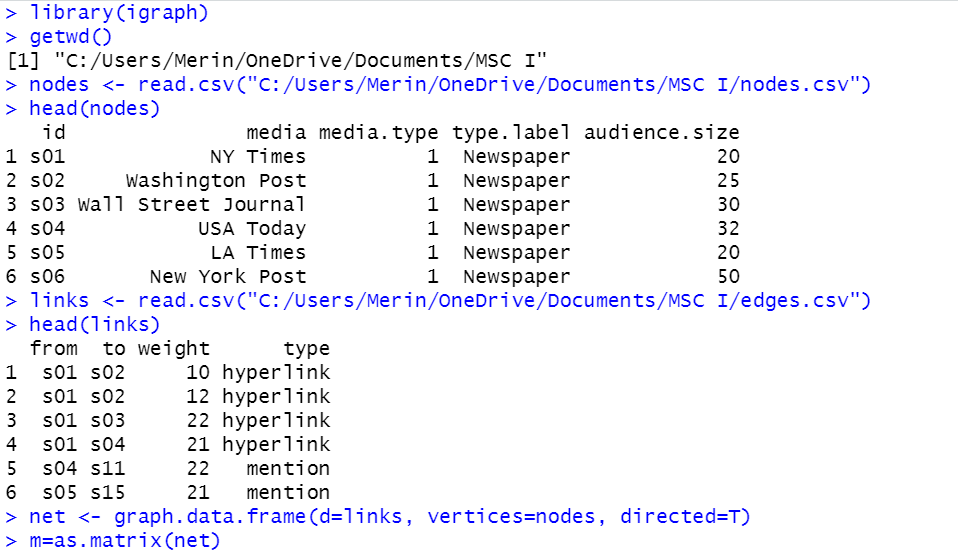 > library(igraph)
> getwd()
[1] "C:/Users/Merin/OneDrive/Documents/MSC I"
> nodes <- read.csv("C:/Users/Merin/OneDrive/Documents/MSC I/nodes.csv")
> head(nodes)
   id               media media.type type.label audience.size
1 s01            NY Times          1  Newspaper            20
2 s02     Washington Post          1  Newspaper            25
3 s03 Wall Street Journal          1  Newspaper            30
4 s04           USA Today          1  Newspaper            32
5 s05            LA Times          1  Newspaper            20
6 s06       New York Post          1  Newspaper            50
> links <- read.csv("C:/Users/Merin/OneDrive/Documents/MSC I/edges.csv")
> head(links)
  from  to weight      type
1  s01 s02     10 hyperlink
2  s01 s02     12 hyperlink
3  s01 s03     22 hyperlink
4  s01 s04     21 hyperlink
5  s04 s11     22   mention
6  s05 s15     21   mention
> net <- graph.data.frame(d=links, vertices=nodes, directed=T)
> m=as.matrix(net)